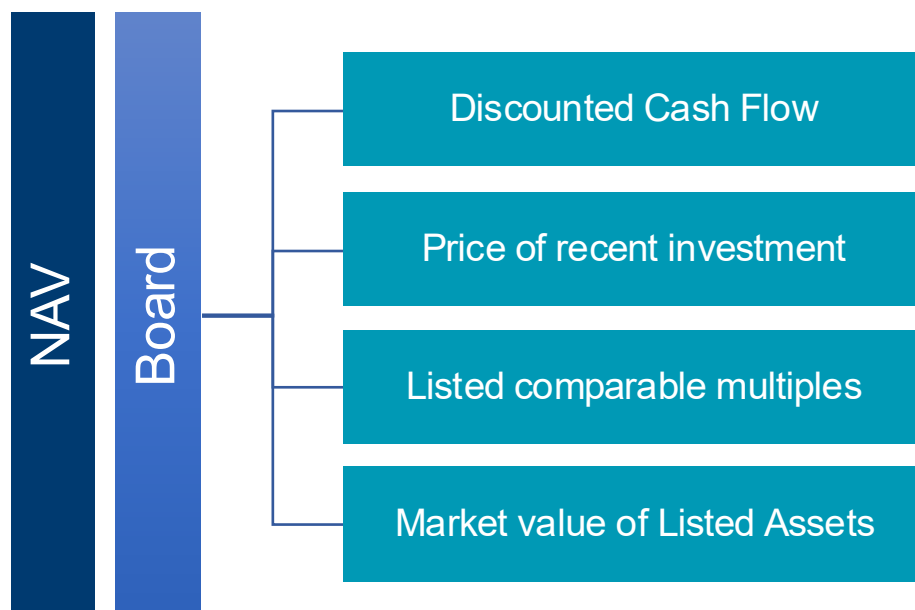 NAV
Board
Discounted Cash Flow
Price of recent investment
Listed comparable multiples
Market value of Listed Assets